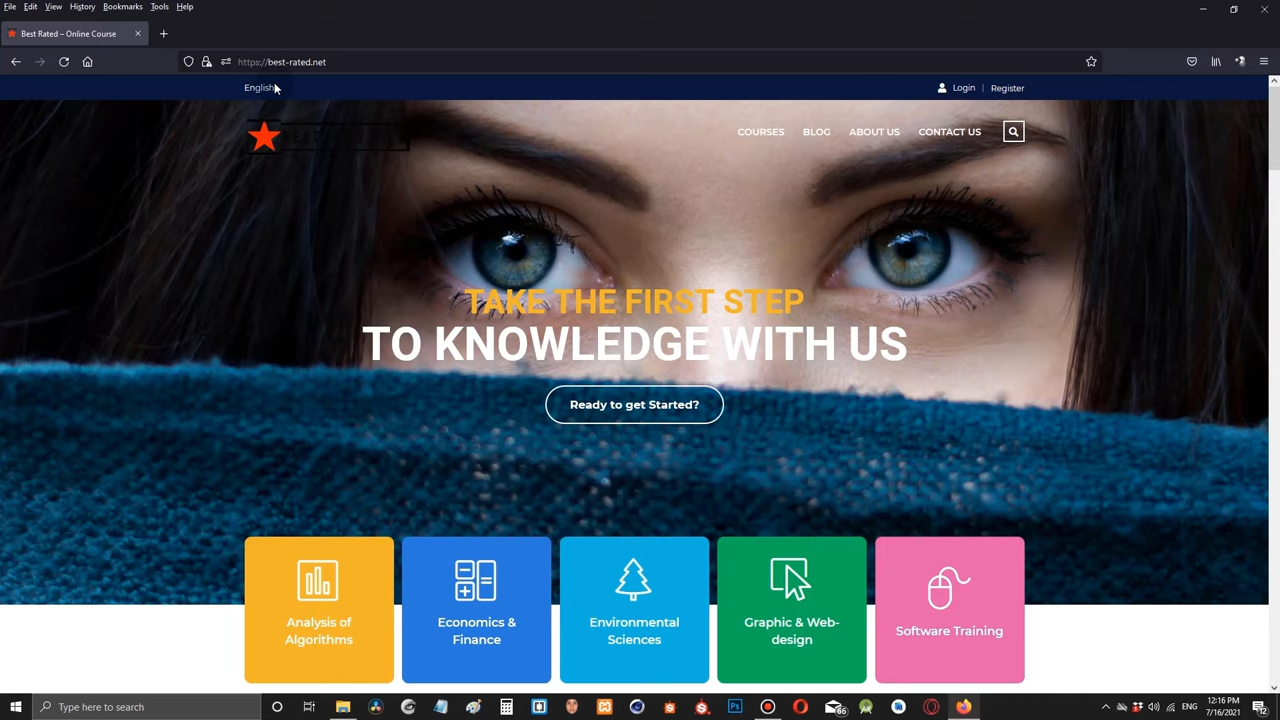 File Edit View History Bookmarks Tools Help
Best Rated – Online Course
https://best-rated.net
English
Login | Register
COURSES BLOG ABOUT US CONTACT US
TAKE THE FIRST STEP
TO KNOWLEDGE WITH US
Ready to get Started?
Analysis of
Algorithms
Economics &
Finance
Environmental
Sciences
Graphic & Web-
design
Software Training
Type here to search
Ps
66
ENG
12:16 PM
7/16/2021
12